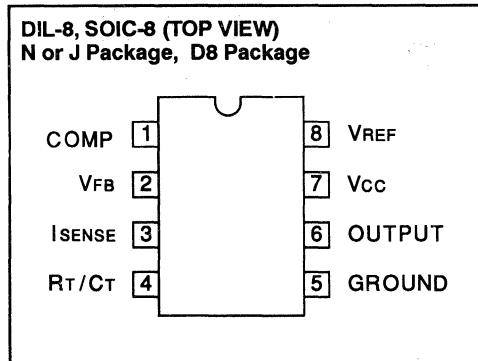 DIL-8, SOIC-8 (TOP VIEW)
N or J Package, D8 Package
COMP 1 8 VREF
VFB 2 7 VCC
ISENSE 3 6 OUTPUT
RT/CT 4 5 GROUND